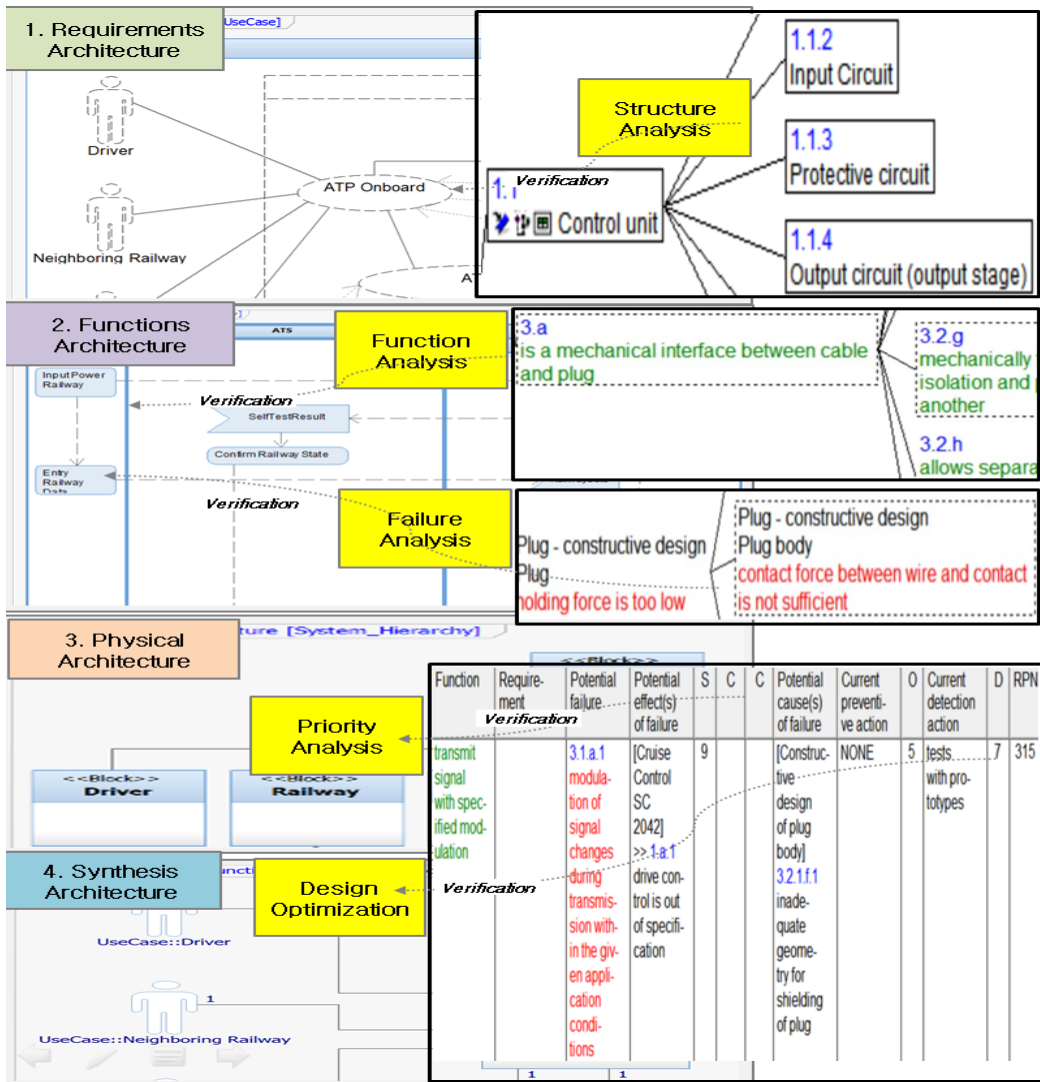 1. Requirements
Architecture
UseCase]
Driver
Neighboring Railway
ATP Onboard
Structure
Analysis
Verification
1.1.2
Input Circuit
1.1.3
Protective circuit
Control unit
1.1.4
Output circuit (output stage)
2. Functions
Architecture
ATS
InputPower
Railway
Entry
Railway
Data
SelfTestResult
Confirm Railway State
Function
Analysis
Verification
3.a
is a mechanical interface between cable
and plug
3.2.g
mechanically
isolation and
another
3.2.h
allows separa
Verification
Failure
Analysis
Plug - constructive design
Plug
holding force is too low
Plug - constructive design
Plug body
contact force between wire and contact
is not sufficient
3. Physical
Architecture
ture [System_Hierarchy]
<<Block>>
Priority
Analysis
Verification
<<Block>>
Driver
<<Block>>
Railway
Function
Require-
ment
Potential
failure
Potential
effect(s)
of failure
S
C
C
Potential
cause(s)
of failure
Current
preventi-
ve action
O
Current
detection
action
D
RPN
transmit
signal
with spec-
ified mod-
ulation
3.1.a.1
modula-
tion of
signal
changes
during
transmis-
sion with-
in the giv-
en appli-
cation
condi-
tions
[Cruise
Control
SC
2042]
>> 1.a.1
drive con-
trol is out
of specifi-
cation
9
[Construc-
tive
design
of plug
body]
3.2.1.f.1
inade-
quate
geome-
try for
shielding
of plug
NONE
5
tests
with pro-
totypes
7
315
4. Synthesis
Architecture
Design
Optimization
Verification
UseCase::Driver
1
UseCase::Neighboring Railway
1
1